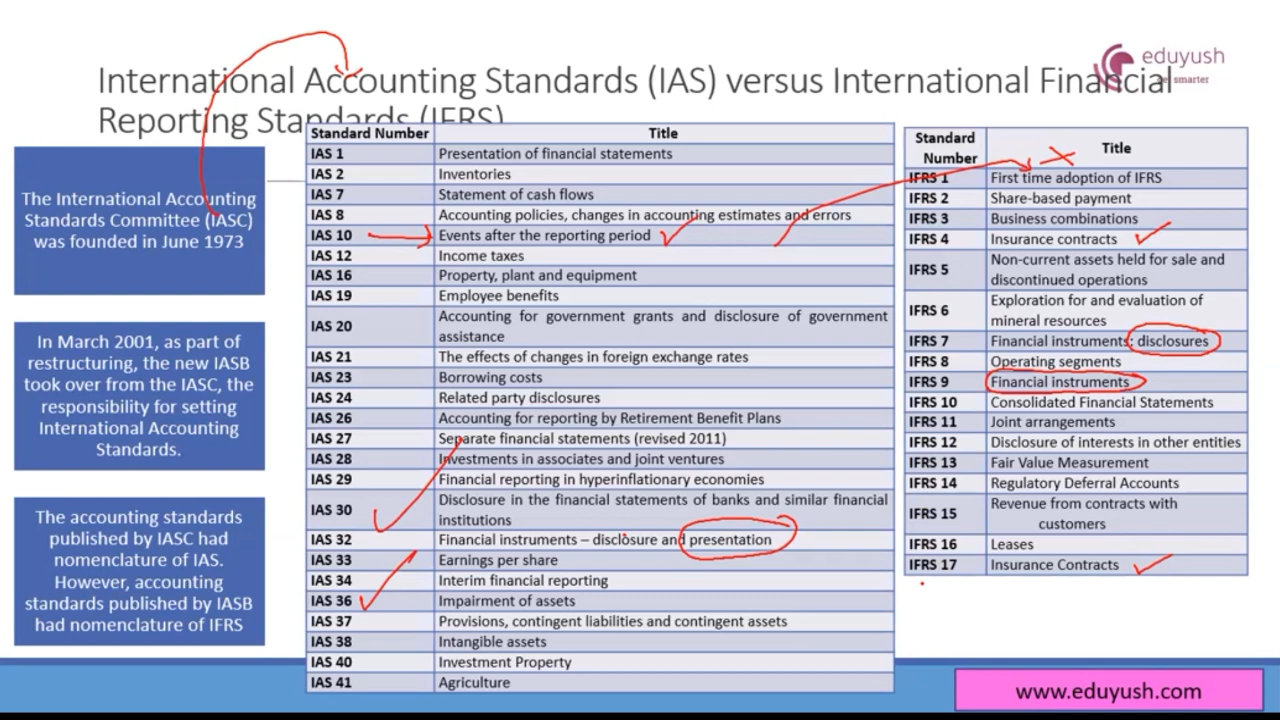 eduyush
International Accounting Standards (IAS) versus International Financial
smarter
Reporting Standards (IFRS)
The International Accounting
Standards Committee (IASC)
was founded in June 1973
In March 2001, as part of
restructuring, the new IASB
took over from the IASC, the
responsibility for setting
International Accounting
Standards.
The accounting standards
published by IASC had
nomenclature of IAS.
However, accounting
standards published by IASB
had nomenclature of IFRS
Standard Number Title
IAS 1 Presentation of financial statements
IAS 2 Inventories
IAS 7 Statement of cash flows
IAS 8 Accounting policies, changes in accounting estimates and errors
IAS 10 Events after the reporting period
IAS 12 Income taxes
IAS 16 Property, plant and equipment
IAS 19 Employee benefits
IAS 20 Accounting for government grants and disclosure of government
assistance
IAS 21 The effects of changes in foreign exchange rates
IAS 23 Borrowing costs
IAS 24 Related party disclosures
IAS 26 Accounting for reporting by Retirement Benefit Plans
IAS 27 Separate financial statements (revised 2011)
IAS 28 Investments in associates and joint ventures
IAS 29 Financial reporting in hyperinflationary economies
IAS 30 Disclosure in the financial statements of banks and similar financial
institutions
IAS 32 Financial instruments – disclosure and presentation
IAS 33 Earnings per share
IAS 34 Interim financial reporting
IAS 36 Impairment of assets
IAS 37 Provisions, contingent liabilities and contingent assets
IAS 38 Intangible assets
IAS 40 Investment Property
IAS 41 Agriculture
Standard
Number Title
IFRS 1 First time adoption of IFRS
IFRS 2 Share-based payment
IFRS 3 Business combinations
IFRS 4 Insurance contracts
IFRS 5 Non-current assets held for sale and
discontinued operations
IFRS 6 Exploration for and evaluation of
mineral resources
IFRS 7 Financial instruments: disclosures
IFRS 8 Operating segments
IFRS 9 Financial instruments
IFRS 10 Consolidated Financial Statements
IFRS 11 Joint arrangements
IFRS 12 Disclosure of interests in other entities
IFRS 13 Fair Value Measurement
IFRS 14 Regulatory Deferral Accounts
IFRS 15 Revenue from contracts with
customers
IFRS 16 Leases
IFRS 17 Insurance Contracts
www.eduyush.com